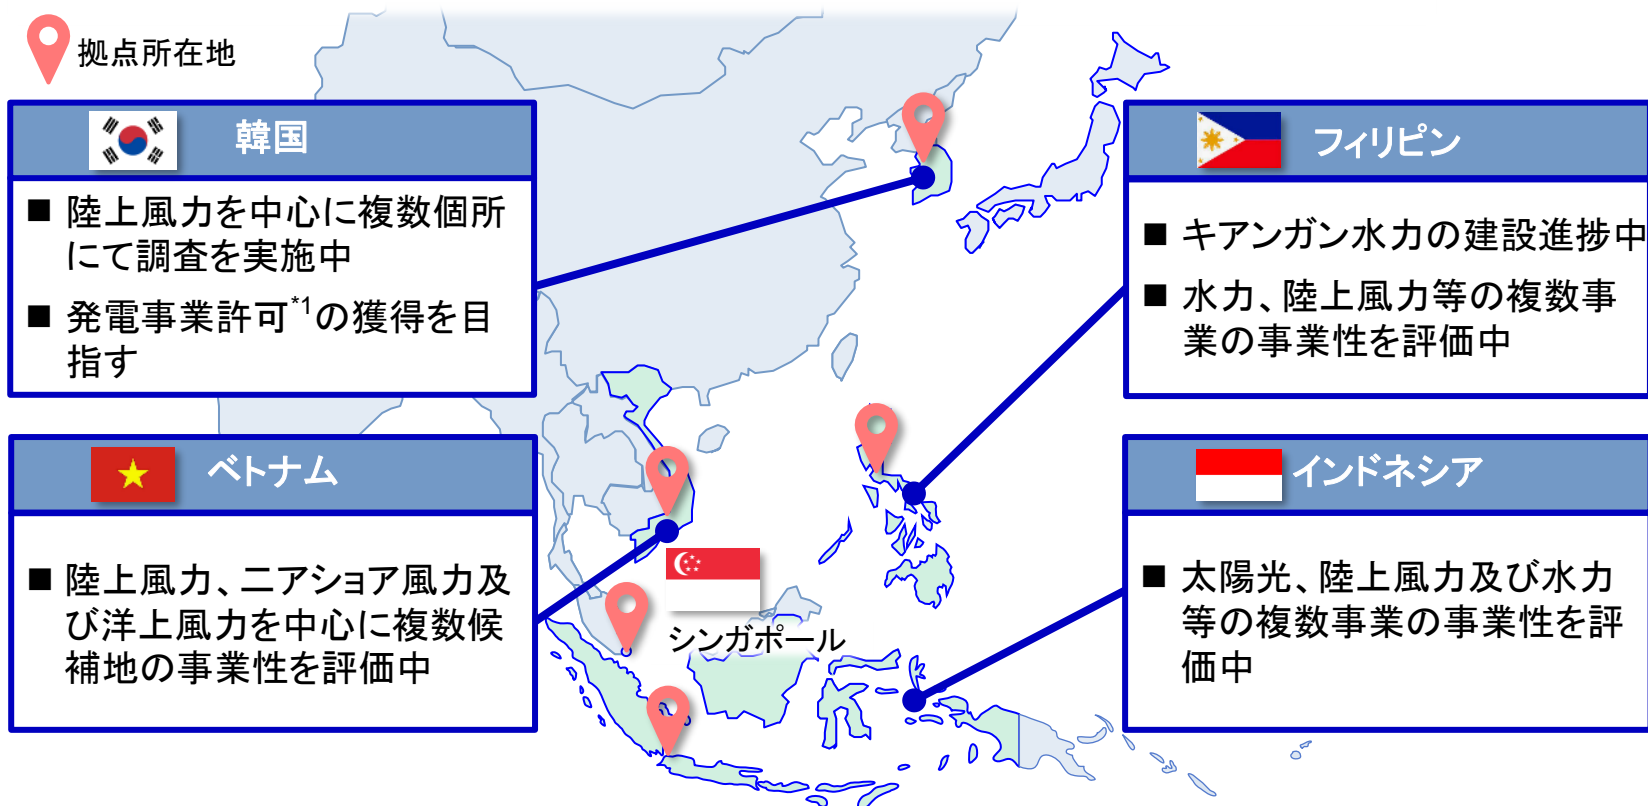 拠点所在地
韓国
■ 陸上風力を中心に複数個所
にて調査を実施中
■ 発電事業許可*1の獲得を目
指す
フィリピン
■ キアンガン水力の建設進捗中
■ 水力、陸上風力等の複数事
業の事業性を評価中
ベトナム
■ 陸上風力、ニアショア風力及
び洋上風力を中心に複数候
補地の事業性を評価中
シンガポール
インドネシア
■ 太陽光、陸上風力及び水力
等の複数事業の事業性を評
価中